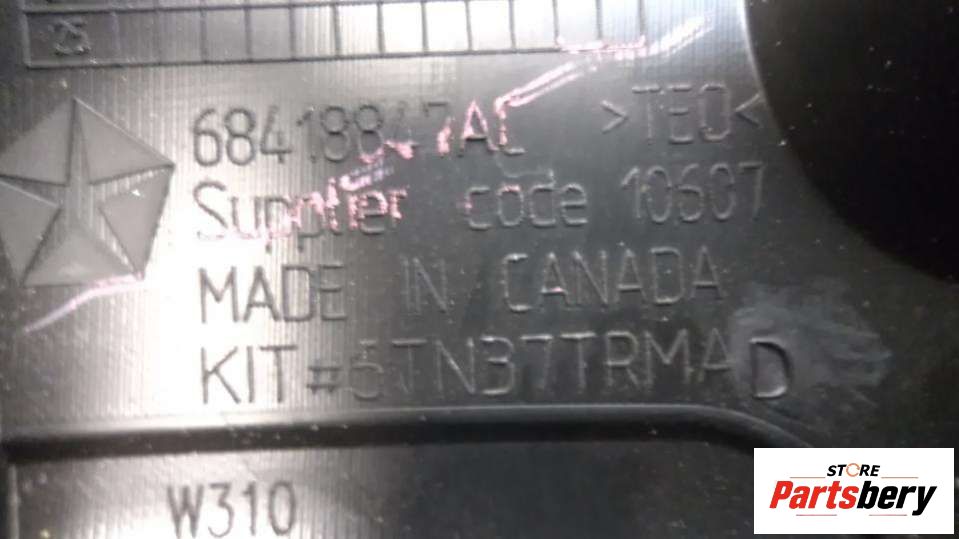 25
68418847AC >TEO<
Supplier code 10607
MADE IN CANADA
KIT#5TN37TRMAD
W310
STORE
Partsbery